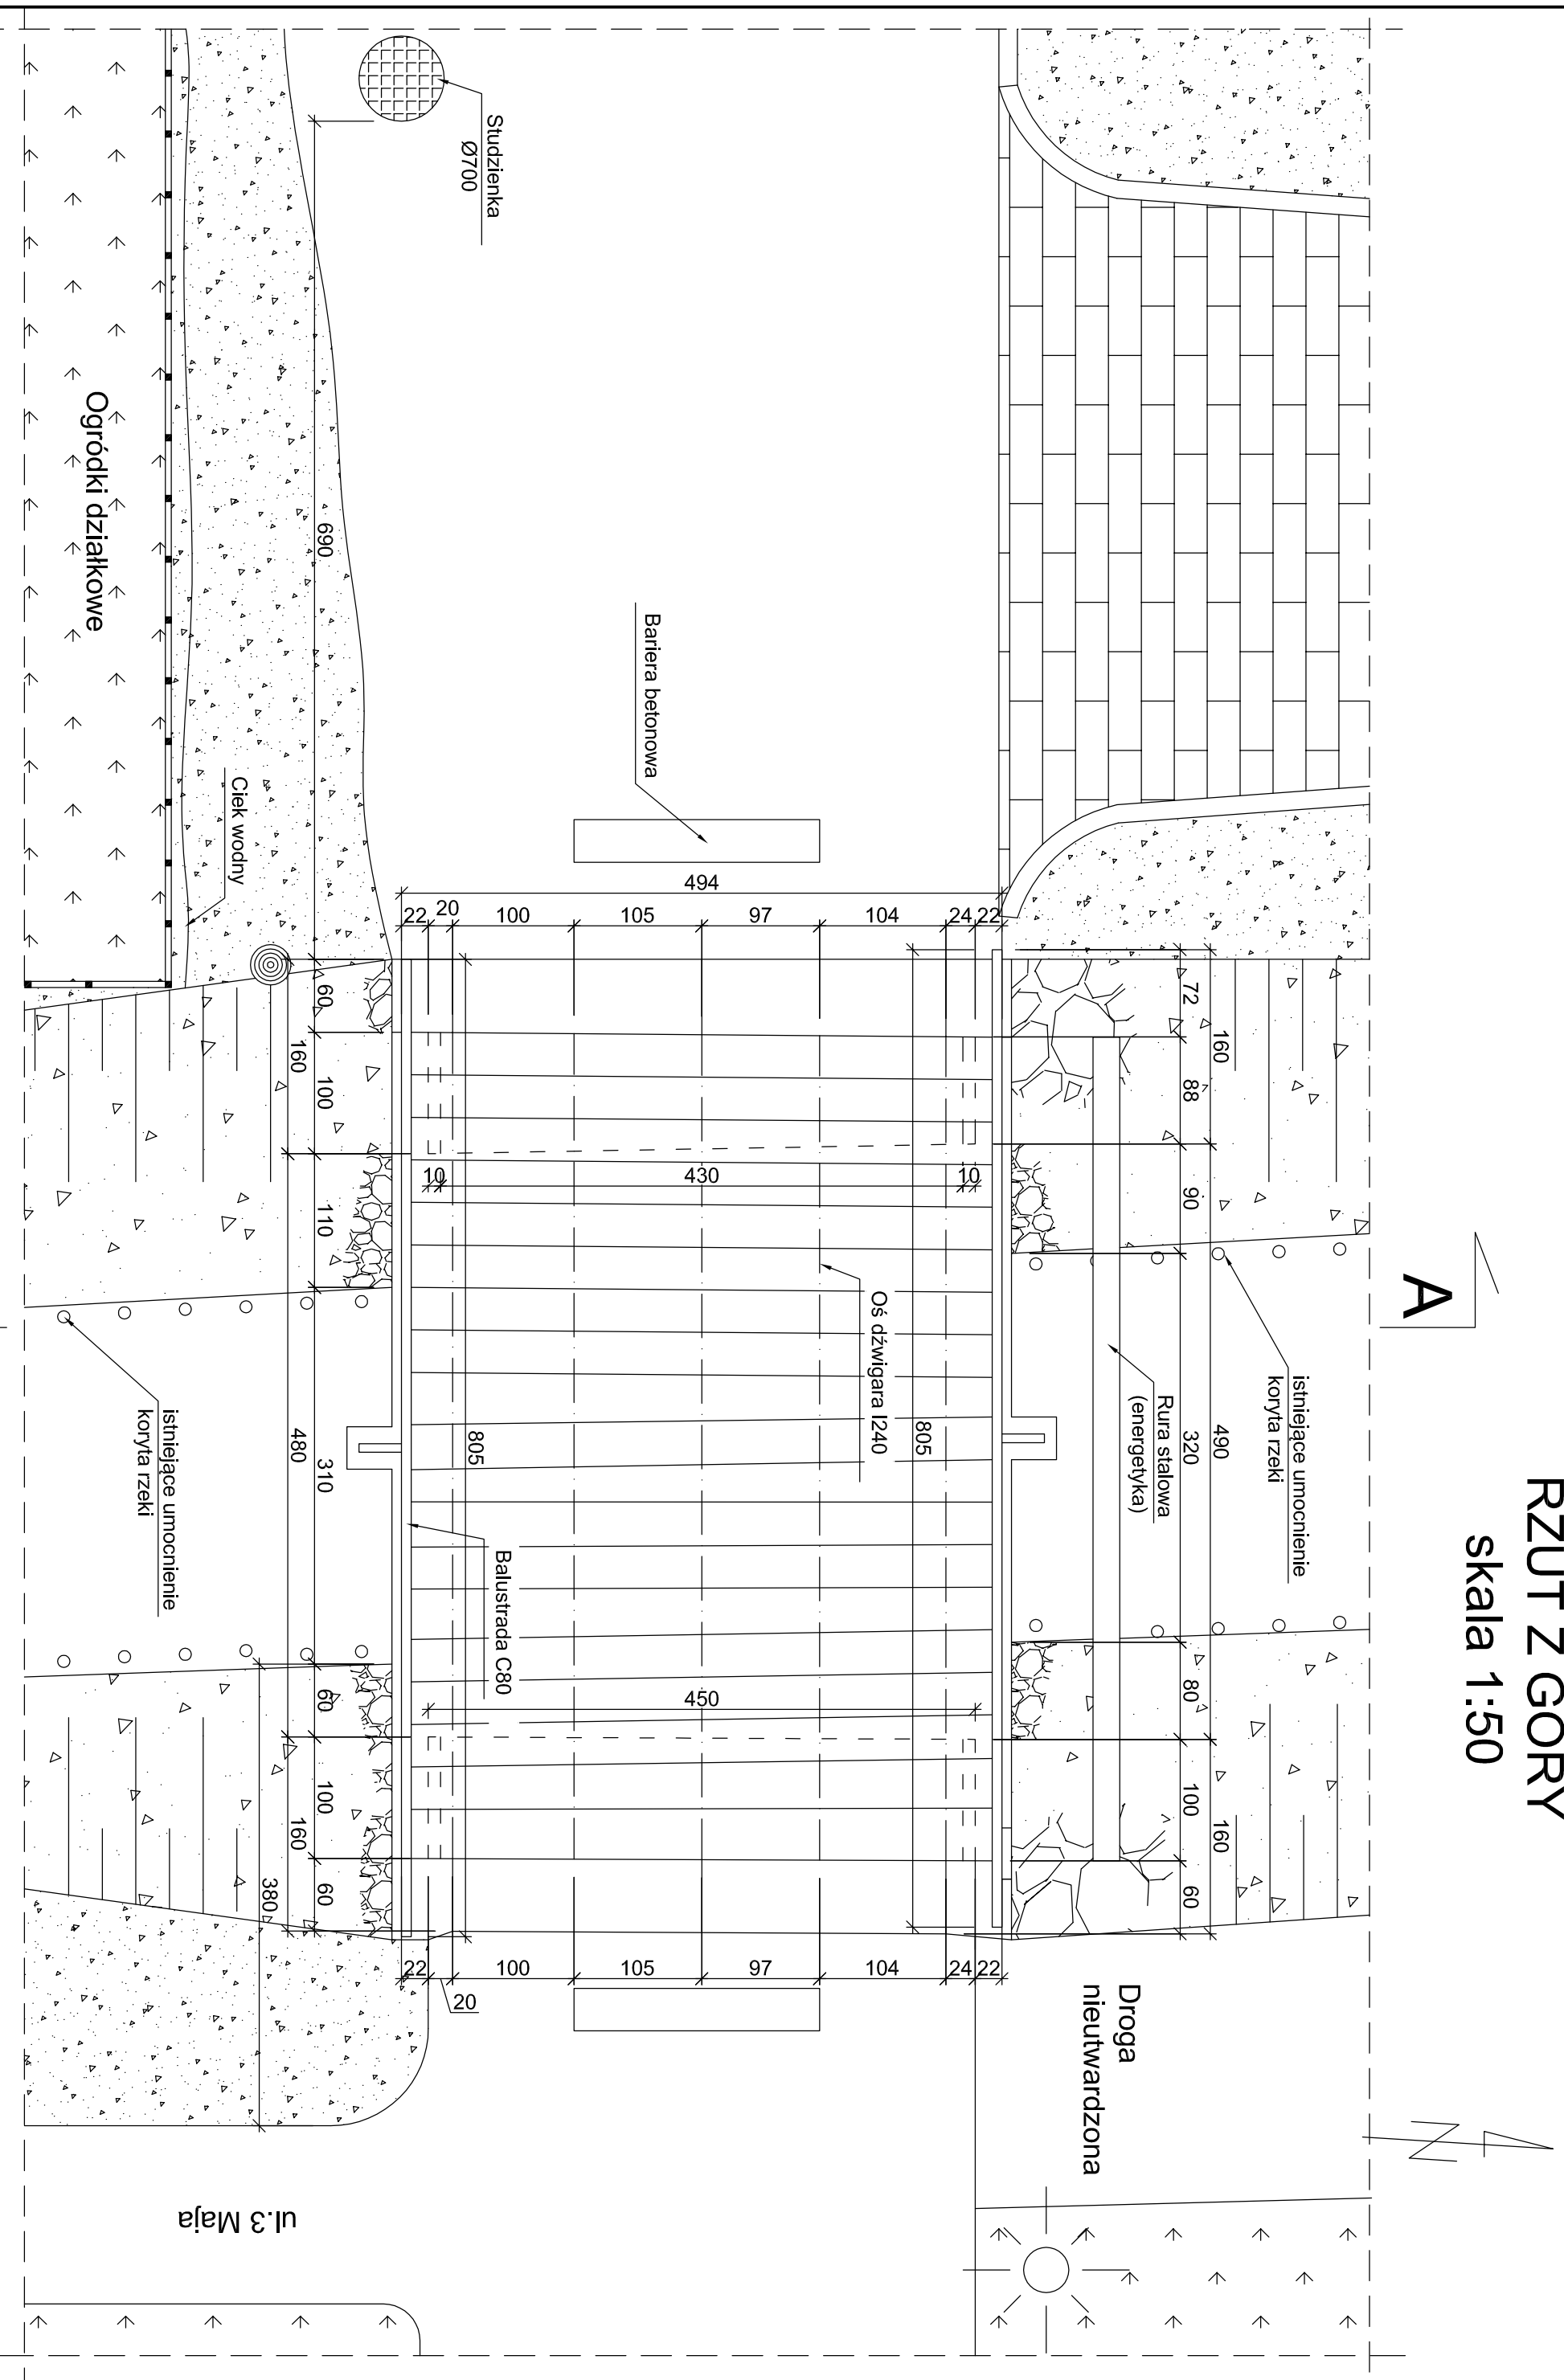 RZUT Z GÓRY
skala 1:50
A
istniejące umocnienie
koryta rzeki
Rura stalowa
(energetyka)
Droga
nieutwardzona
N
490
160
160
72
88
90
320
80
100
60
Studzienka
Ø700
Bariera betonowa
494
22
20
100
105
97
104
24
22
805
Oś dźwigara I240
10
430
10
805
Balustrada C80
450
22
20
100
105
97
104
24
22
690
60
100
110
310
60
100
60
160
480
160
380
Ciek wodny
Ogródki działkowe
istniejące umocnienie
koryta rzeki
ul.3 Maja